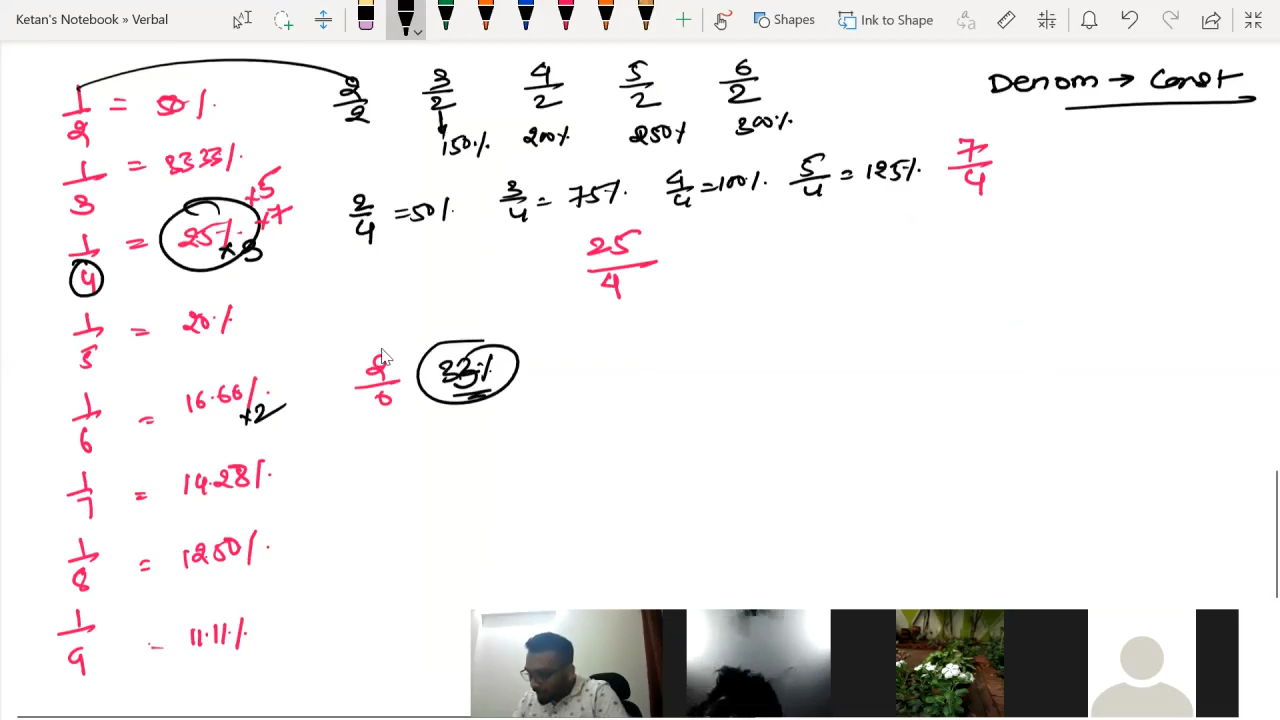 Ketan's Notebook » Verbal
Shapes
Ink to Shape
1/2 = 50%
2/2 3/2 4/2 5/2 6/2
150% 200% 250% 300%
Denom → Const
1/3 = 33.33%
1/4 = 25% ×3 ×5 ×7
2/4 = 50% 3/4 = 75% 4/4 = 100% 5/4 = 125% 7/4
25/4
1/5 = 20%
1/6 = 16.66% ×2
2/6 33%
1/7 = 14.28%
1/8 = 12.50%
1/9 = 11.11%